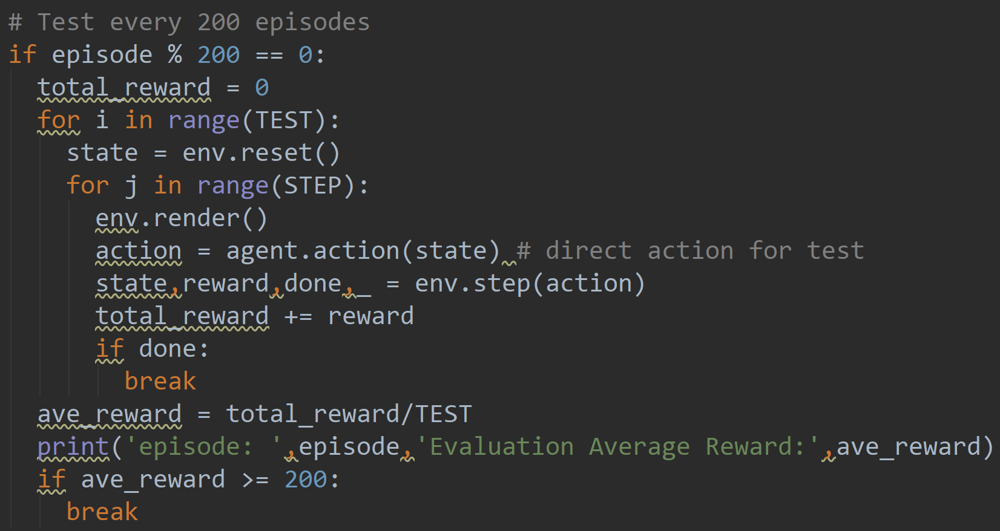 # Test every 200 episodes
if episode % 200 == 0:
  total_reward = 0
  for i in range(TEST):
    state = env.reset()
    for j in range(STEP):
      env.render()
      action = agent.action(state) # direct action for test
      state,reward,done,_ = env.step(action)
      total_reward += reward
      if done:
        break
  ave_reward = total_reward/TEST
  print('episode: ',episode,'Evaluation Average Reward:',ave_reward)
  if ave_reward >= 200:
    break